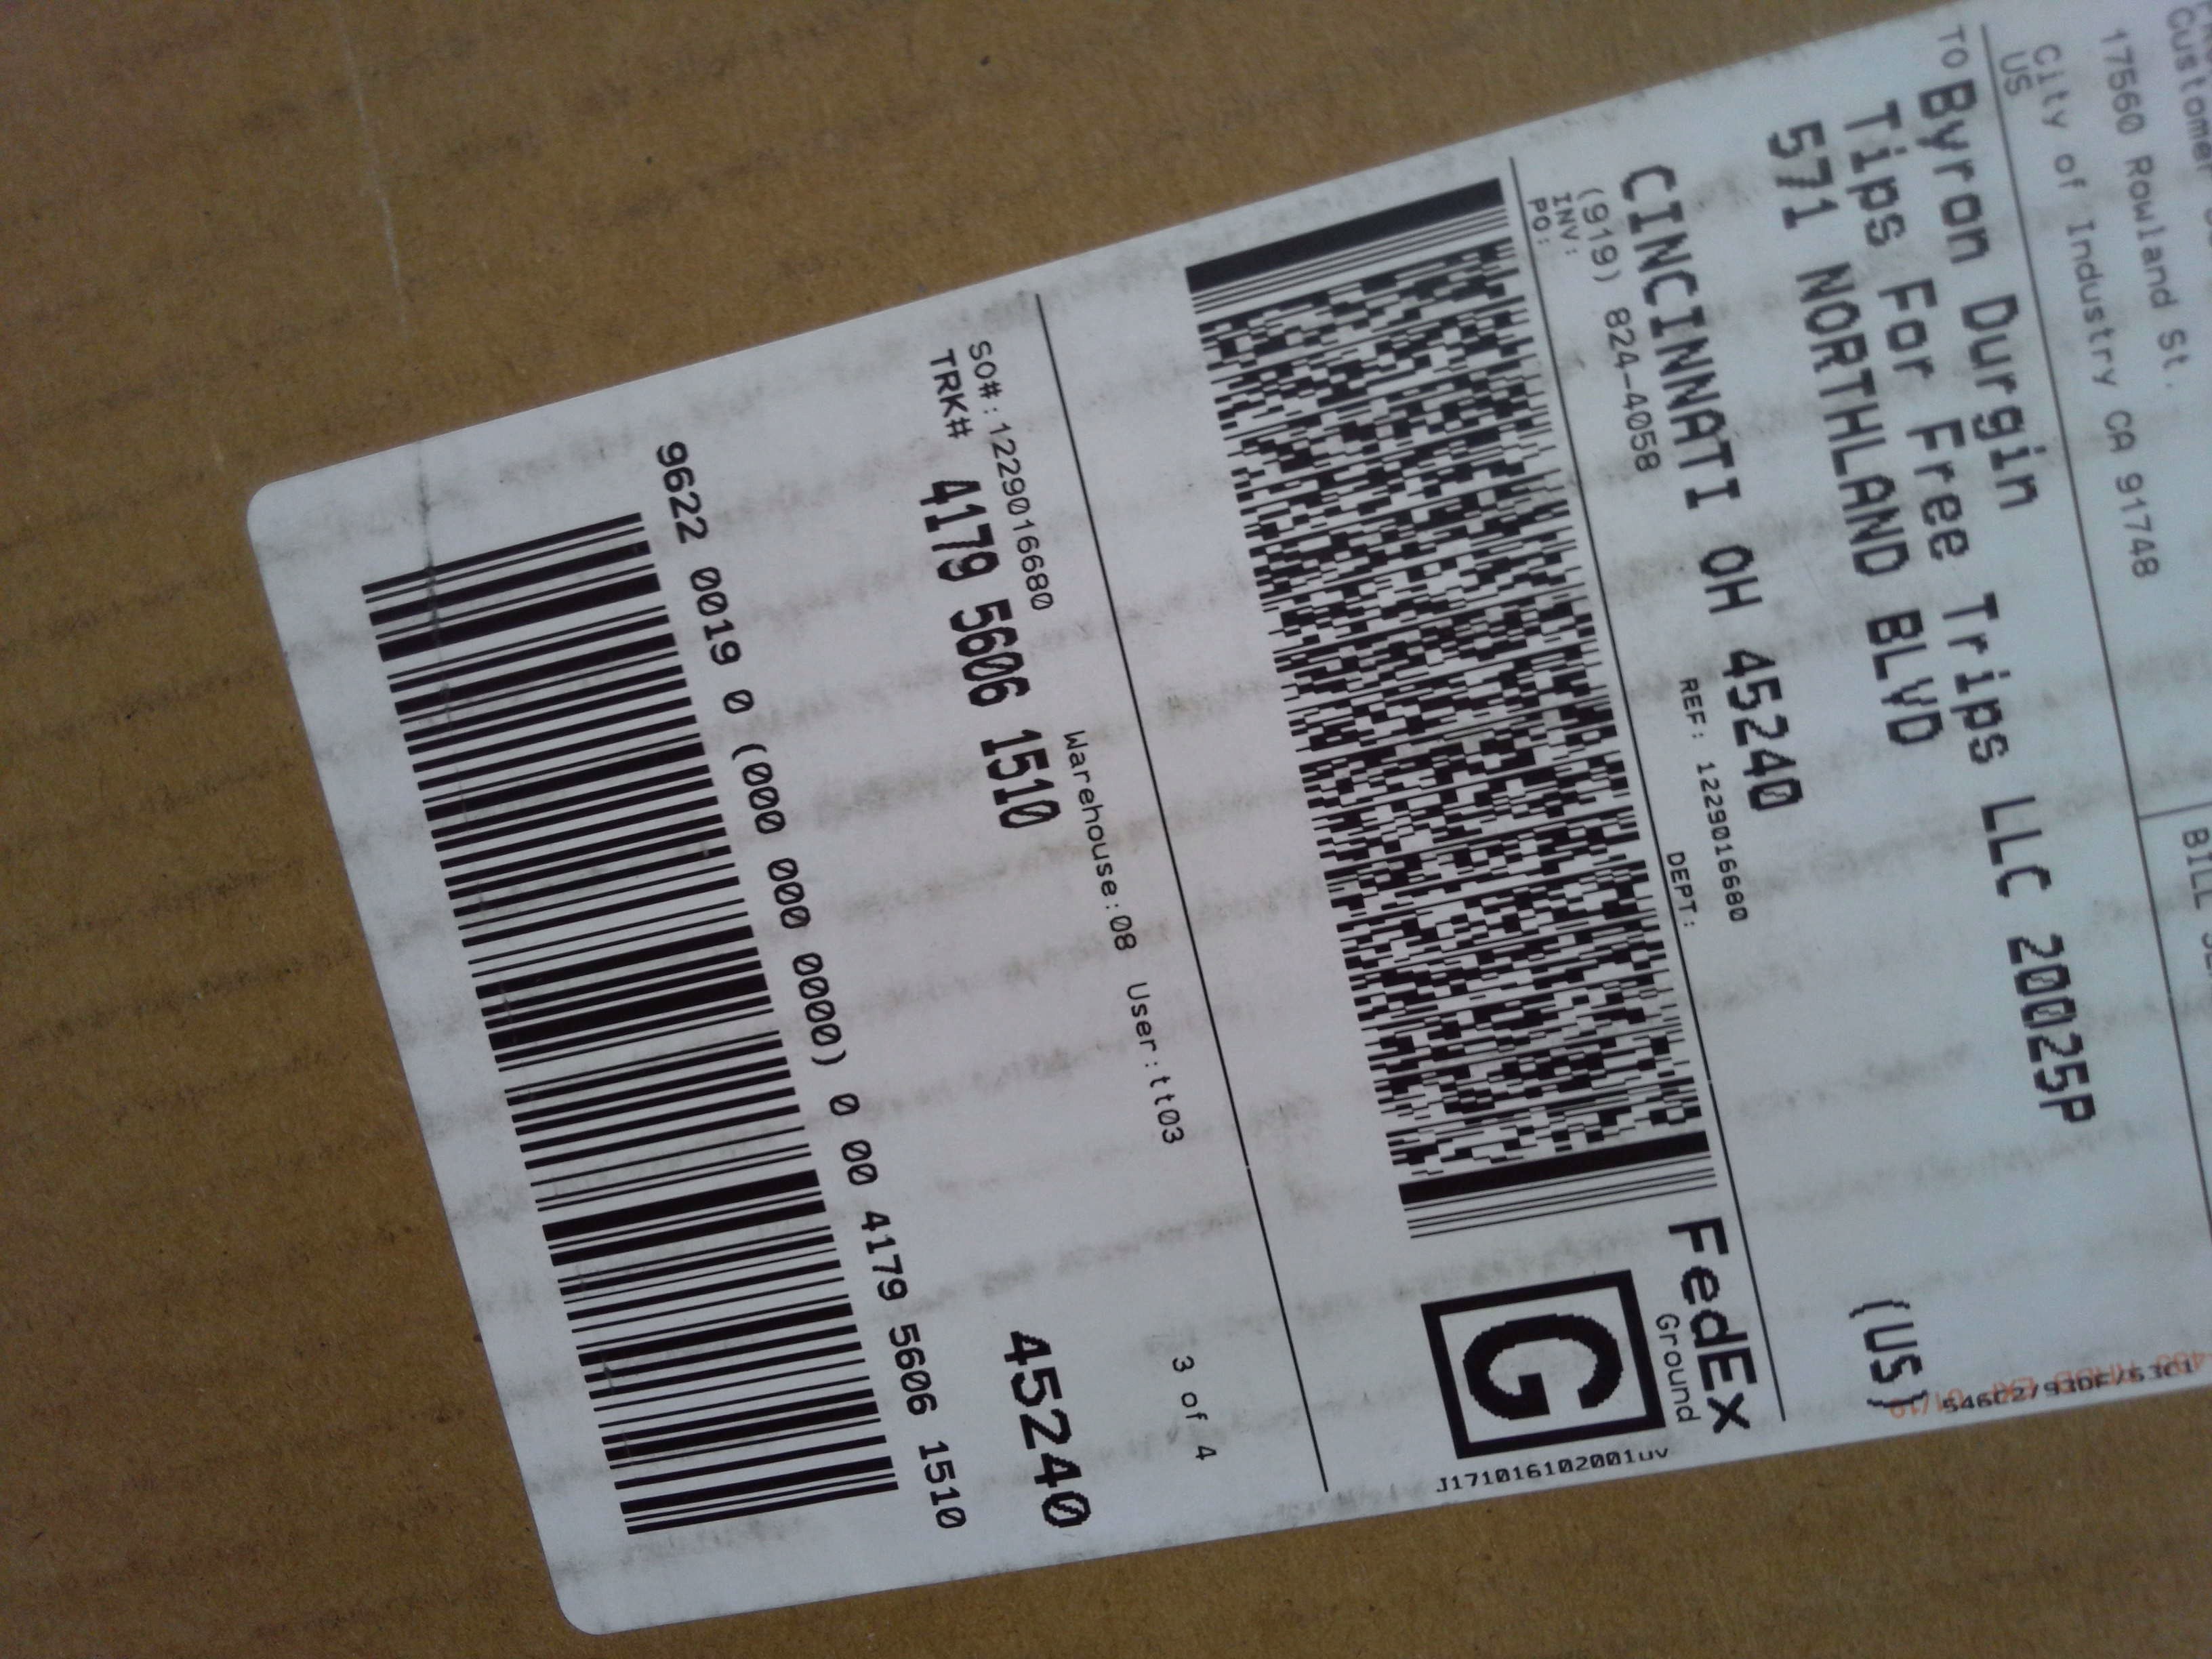 Customer
17560 Rowland St.
City of Industry CA 91748
US
BILL
TO Byron Durgin
Tips For Free Trips LLC 20025P
571 NORTHLAND BLVD
CINCINNATI OH 45240
(US)
(919) 824-4058
REF: 1229016680
INV:
PO:
DEPT:
FedEx
Ground
G
J171016102001uv
3 of 4
Warehouse:08 User:tt03
SO#:1229016680
TRK# 4179 5606 1510
45240
9622 0019 0 (000 000 0000) 0 00 4179 5606 1510